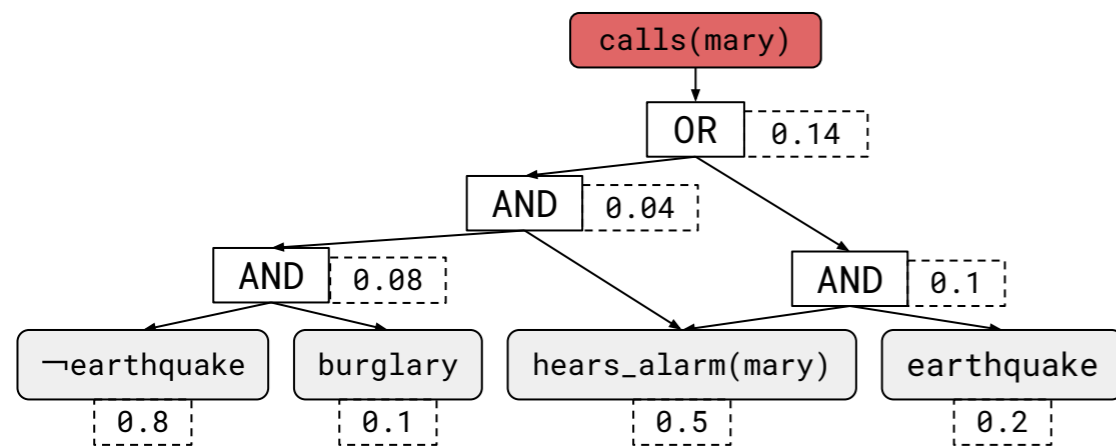 calls(mary)
OR
0.14
AND
0.04
AND
0.08
AND
0.1
¬earthquake
burglary
hears_alarm(mary)
earthquake
0.8
0.1
0.5
0.2